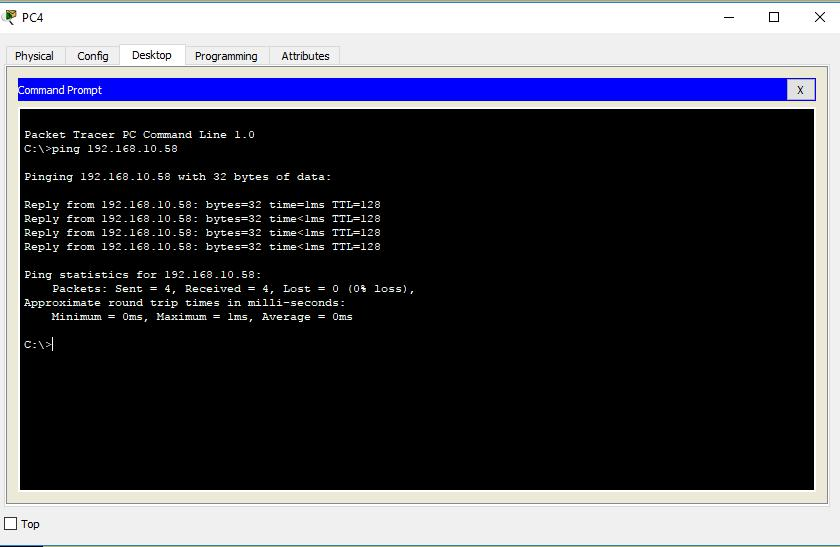 PC4
Physical Config Desktop Programming Attributes
Command Prompt
X
Packet Tracer PC Command Line 1.0
C:\>ping 192.168.10.58
Pinging 192.168.10.58 with 32 bytes of data:
Reply from 192.168.10.58: bytes=32 time=1ms TTL=128
Reply from 192.168.10.58: bytes=32 time<1ms TTL=128
Reply from 192.168.10.58: bytes=32 time<1ms TTL=128
Reply from 192.168.10.58: bytes=32 time<1ms TTL=128
Ping statistics for 192.168.10.58:
Packets: Sent = 4, Received = 4, Lost = 0 (0% loss),
Approximate round trip times in milli-seconds:
Minimum = 0ms, Maximum = 1ms, Average = 0ms
C:\>
Top